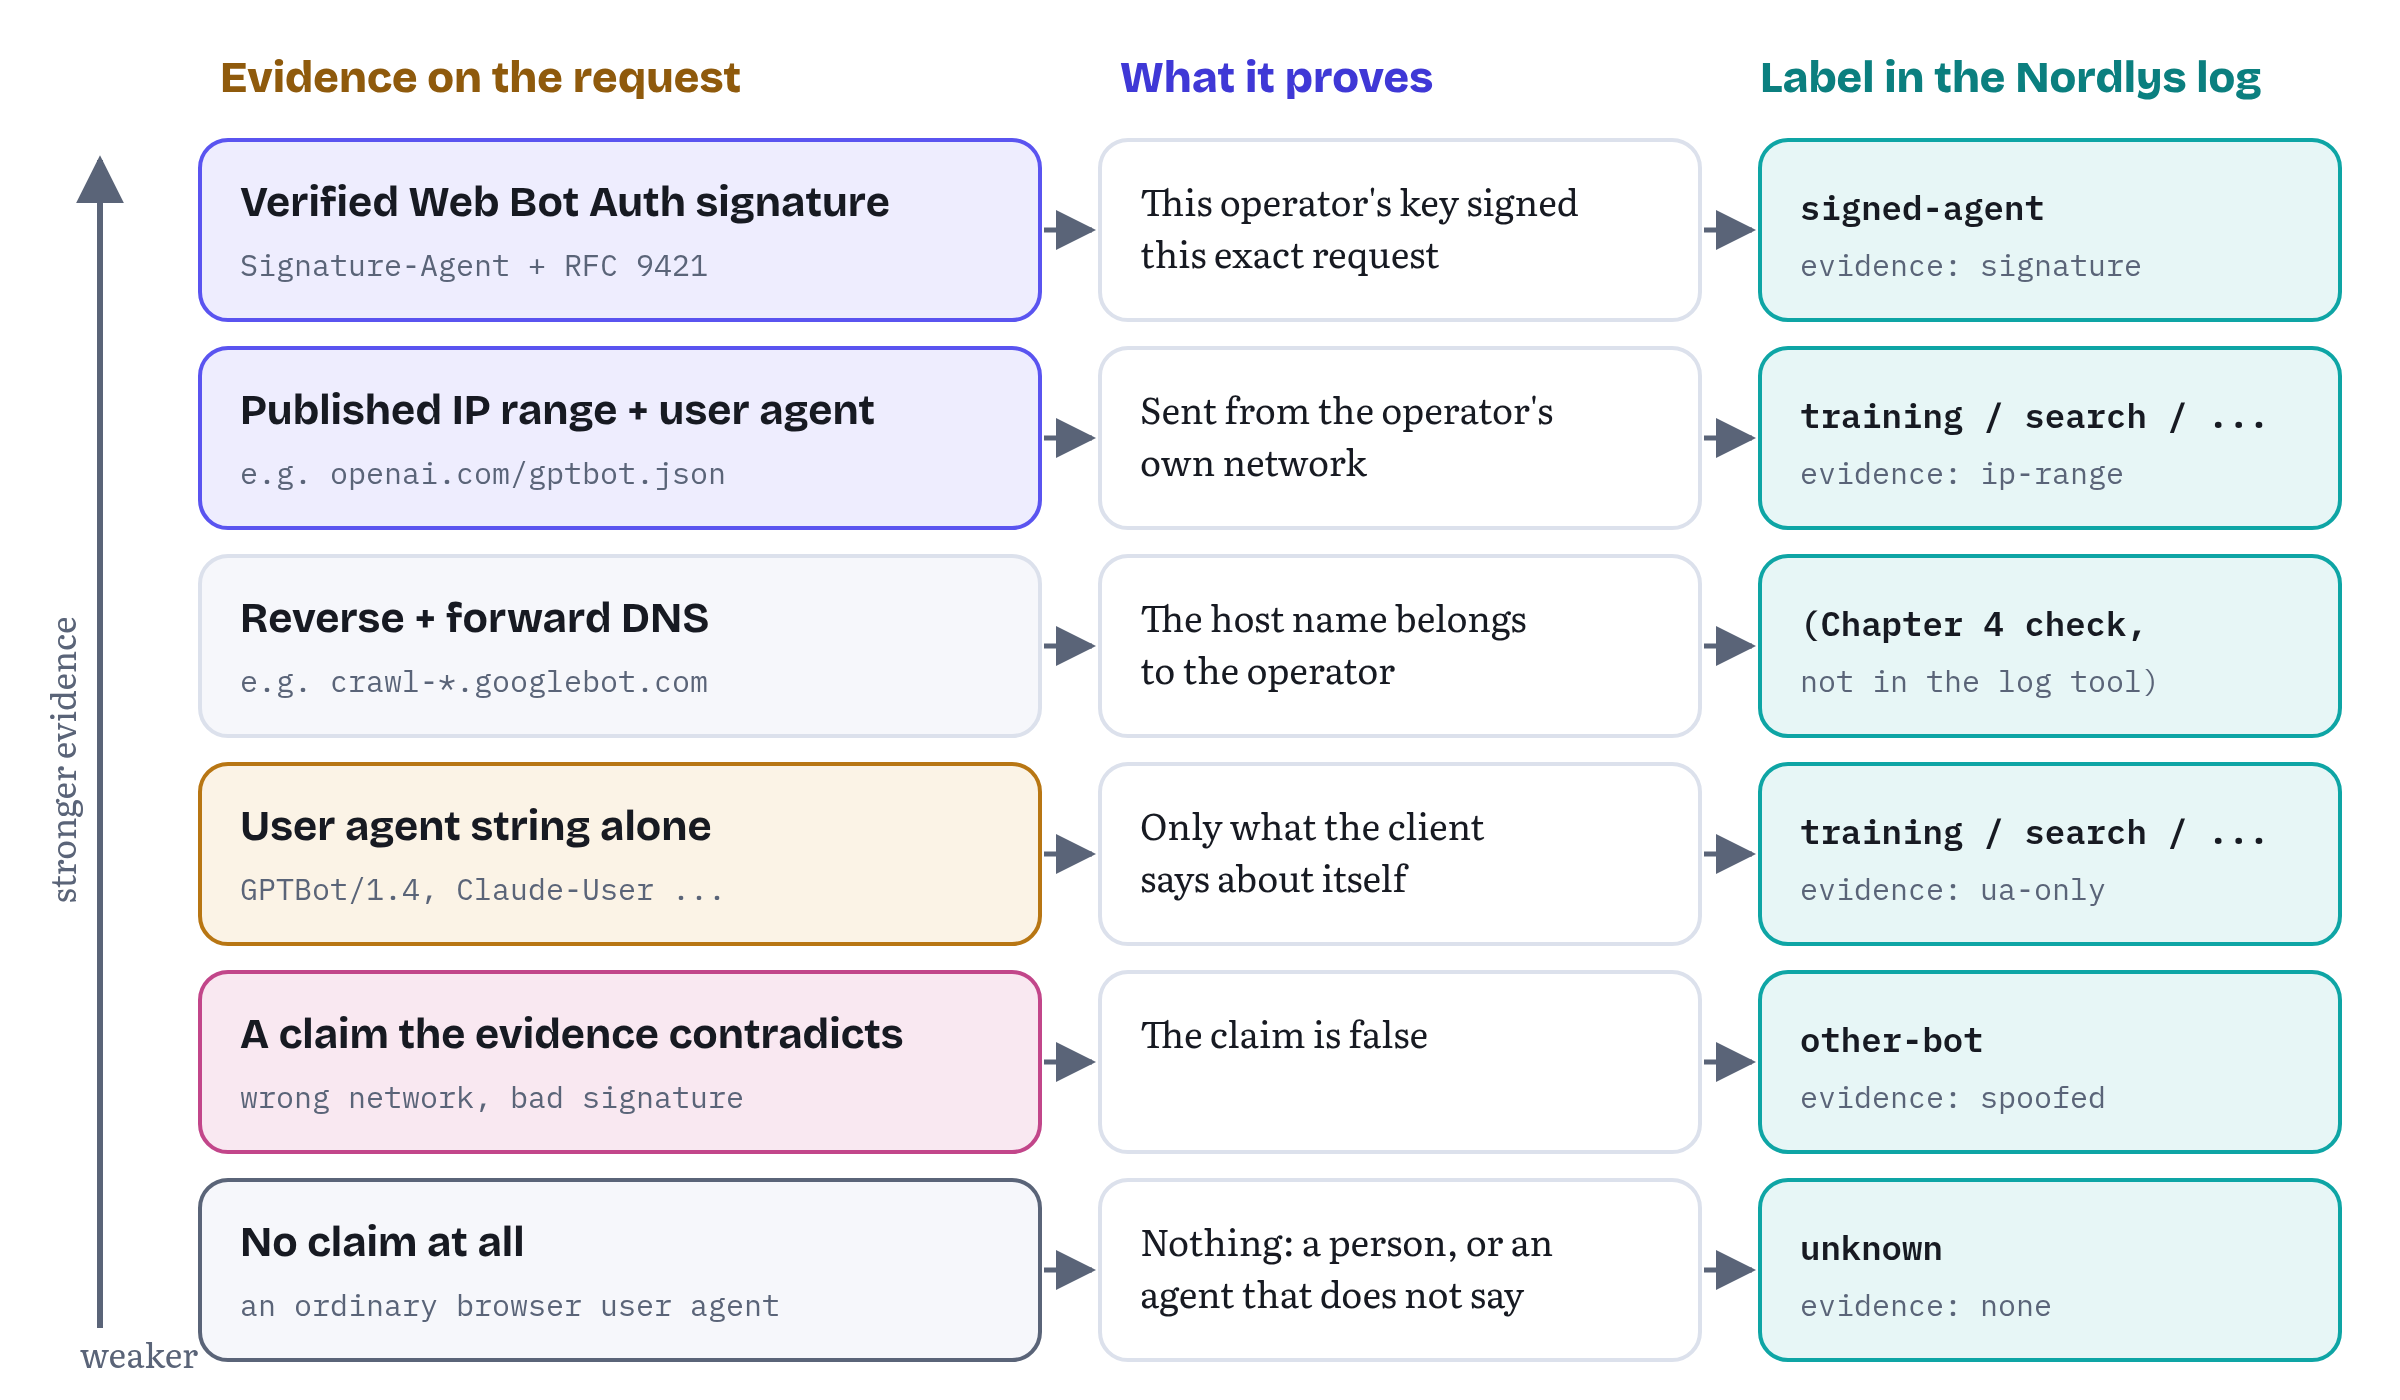 Evidence on the request
What it proves
Label in the Nordlys log
Verified Web Bot Auth signature
Signature-Agent + RFC 9421
This operator's key signed
this exact request
signed-agent
evidence: signature
Published IP range + user agent
e.g. openai.com/gptbot.json
Sent from the operator's
own network
training / search / ...
evidence: ip-range
Reverse + forward DNS
e.g. crawl-*.googlebot.com
The host name belongs
to the operator
(Chapter 4 check,
not in the log tool)
User agent string alone
GPTBot/1.4, Claude-User ...
Only what the client
says about itself
training / search / ...
evidence: ua-only
A claim the evidence contradicts
wrong network, bad signature
The claim is false
other-bot
evidence: spoofed
No claim at all
an ordinary browser user agent
Nothing: a person, or an
agent that does not say
unknown
evidence: none
stronger evidence
weaker